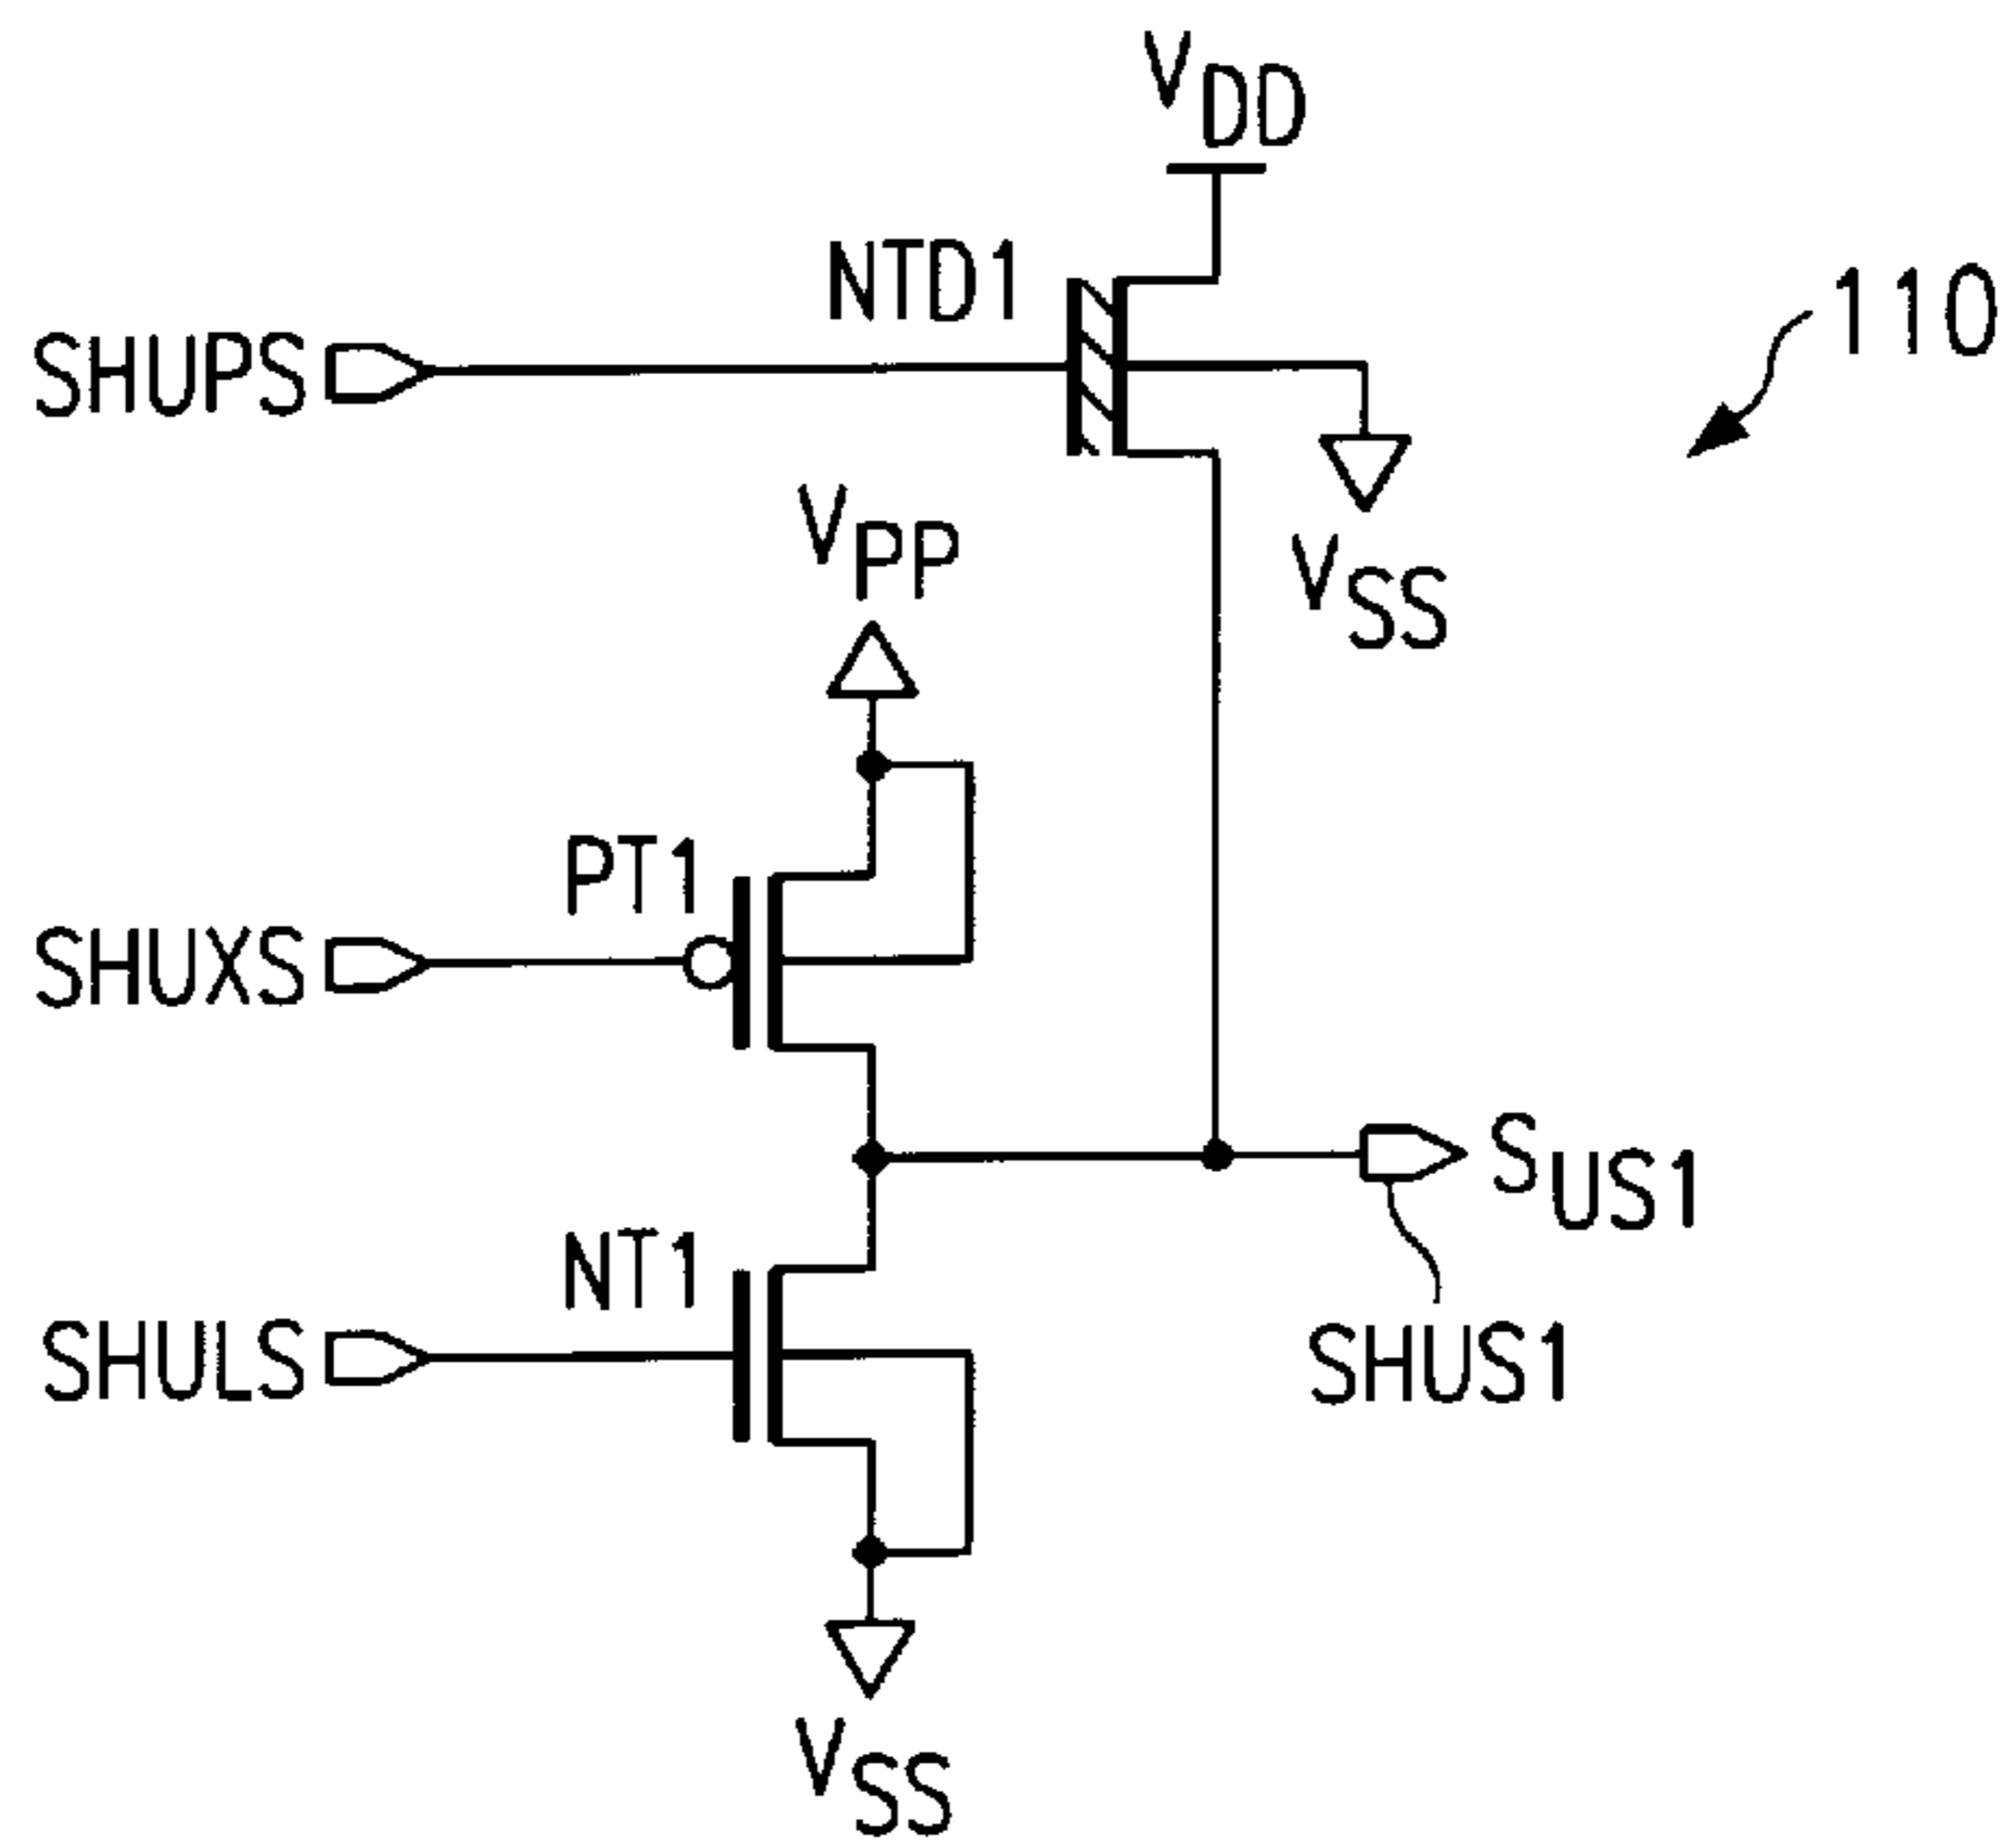 VDD
NTD1
110
SHUPS
VPP
VSS
PT1
SHUXS
SUS1
NT1
SHULS
SHUS1
VSS